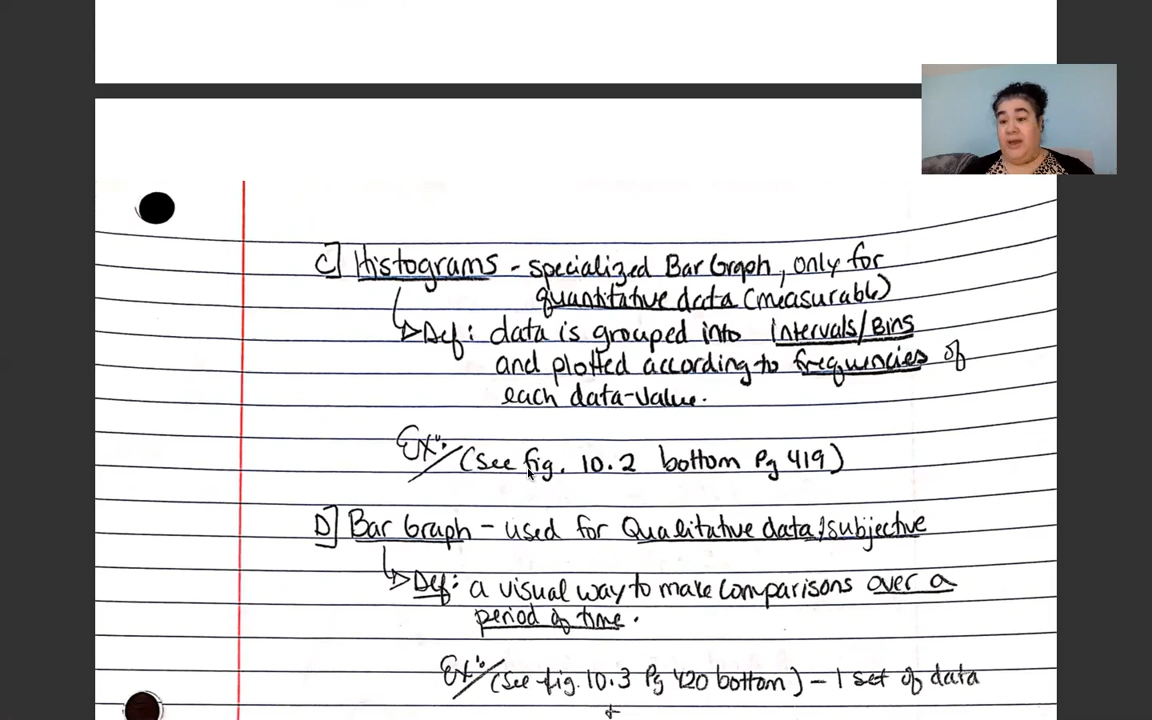 C] Histograms - specialized Bar Graph, only for
quantitative data (measurable)
Def: data is grouped into Intervals/Bins
and plotted according to frequencies of
each data-value.
Ex: (See fig. 10.2 bottom Pg 419)
D] Bar Graph - used for Qualitative data/subjective
Def: a visual way to make comparisons over a
period of time.
Ex: (See fig. 10.3 Pg 420 bottom) - 1 set of data
+